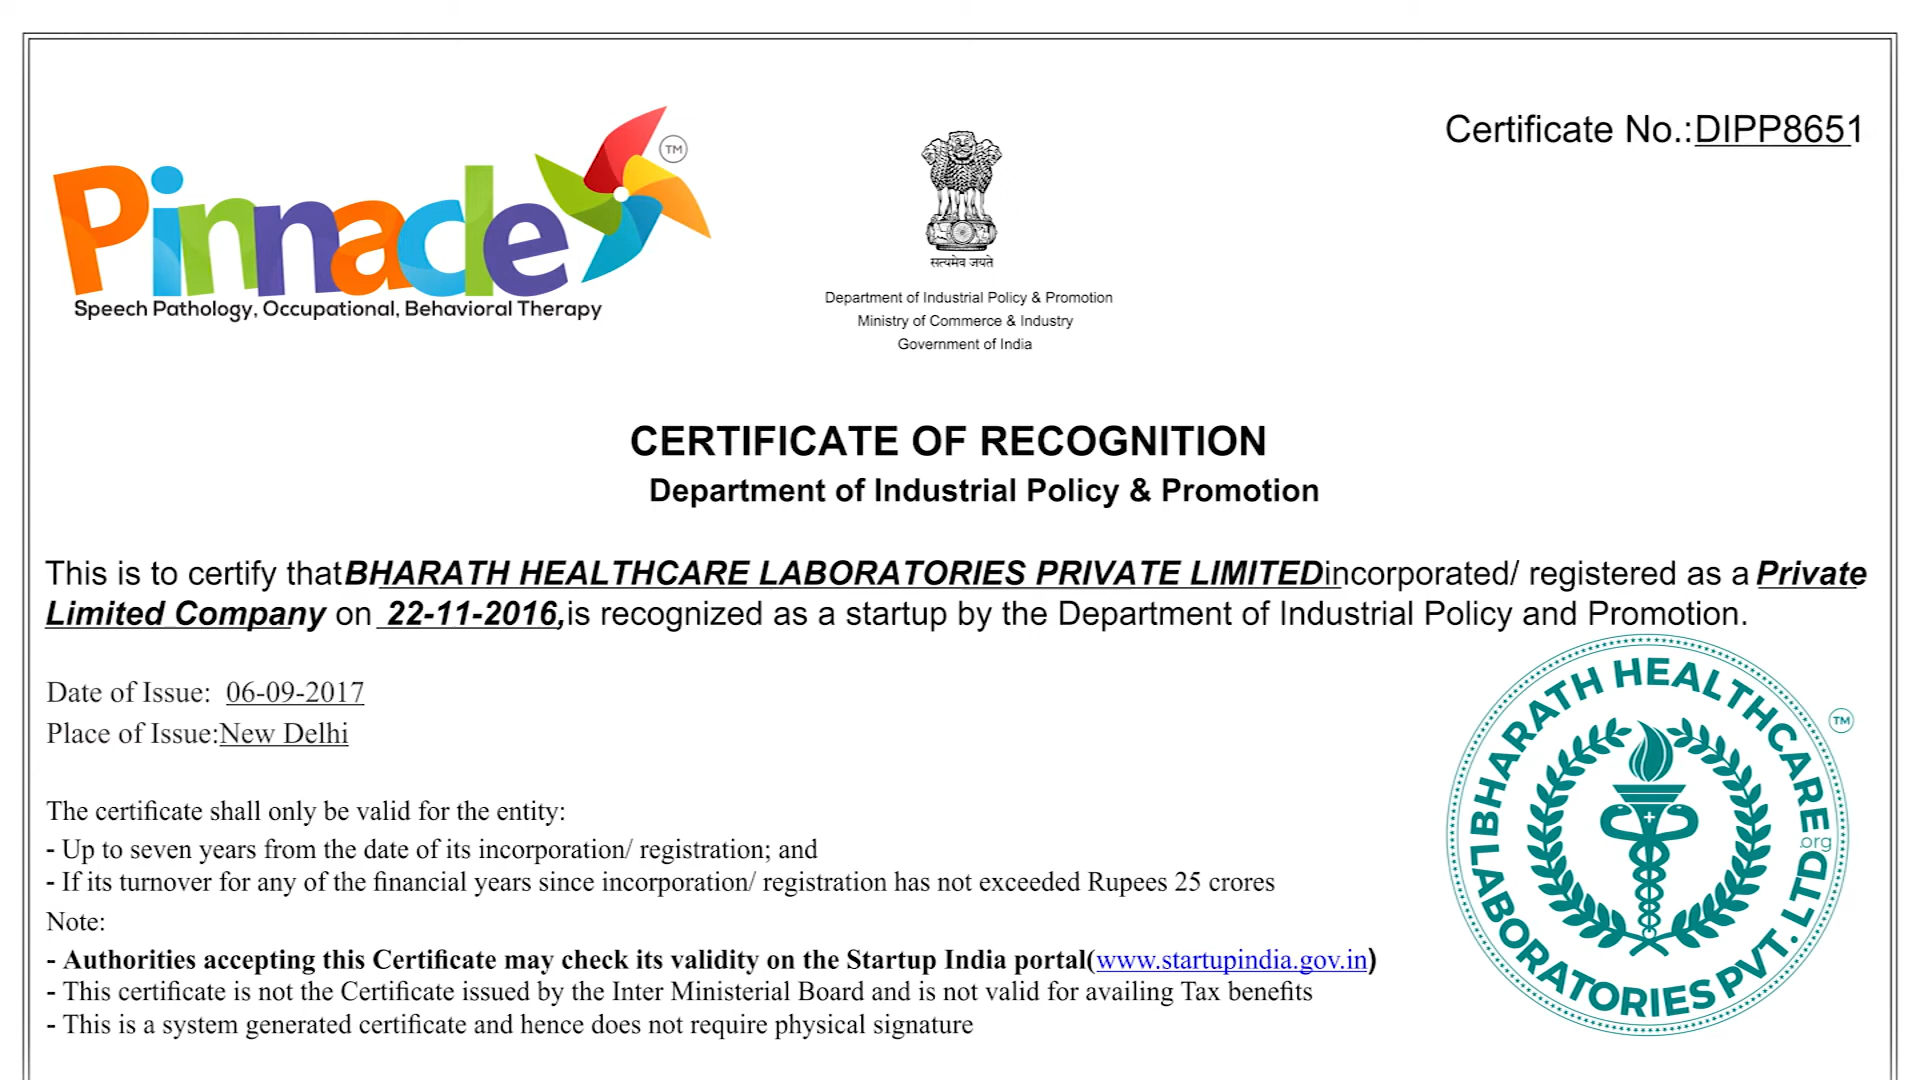 Pinnacle
TM
Speech Pathology, Occupational, Behavioral Therapy
सत्यमेव जयते
Department of Industrial Policy & Promotion
Ministry of Commerce & Industry
Government of India
Certificate No.:DIPP8651
CERTIFICATE OF RECOGNITION
Department of Industrial Policy & Promotion
This is to certify thatBHARATH HEALTHCARE LABORATORIES PRIVATE LIMITEDincorporated/ registered as a Private
Limited Company on 22-11-2016,is recognized as a startup by the Department of Industrial Policy and Promotion.
Date of Issue: 06-09-2017
Place of Issue:New Delhi
The certificate shall only be valid for the entity:
- Up to seven years from the date of its incorporation/ registration; and
- If its turnover for any of the financial years since incorporation/ registration has not exceeded Rupees 25 crores
Note:
- Authorities accepting this Certificate may check its validity on the Startup India portal(www.startupindia.gov.in)
- This certificate is not the Certificate issued by the Inter Ministerial Board and is not valid for availing Tax benefits
- This is a system generated certificate and hence does not require physical signature
BHARATH HEALTHCARE
.org
LABORATORIES PVT. LTD
TM